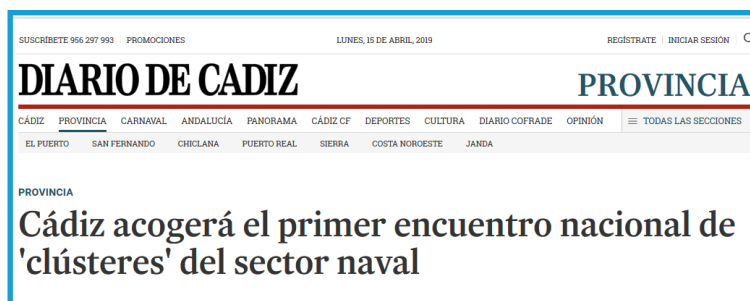 SUSCRÍBETE 956 297 993 PROMOCIONES LUNES, 15 DE ABRIL, 2019 REGÍSTRATE INICIAR SESIÓN
DIARIO DE CADIZ PROVINCIA
CÁDIZ PROVINCIA CARNAVAL ANDALUCÍA PANORAMA CÁDIZ CF DEPORTES CULTURA DIARIO COFRADE OPINIÓN TODAS LAS SECCIONES
EL PUERTO SAN FERNANDO CHICLANA PUERTO REAL SIERRA COSTA NOROESTE JANDA
PROVINCIA
Cádiz acogerá el primer encuentro nacional de
'clústeres' del sector naval